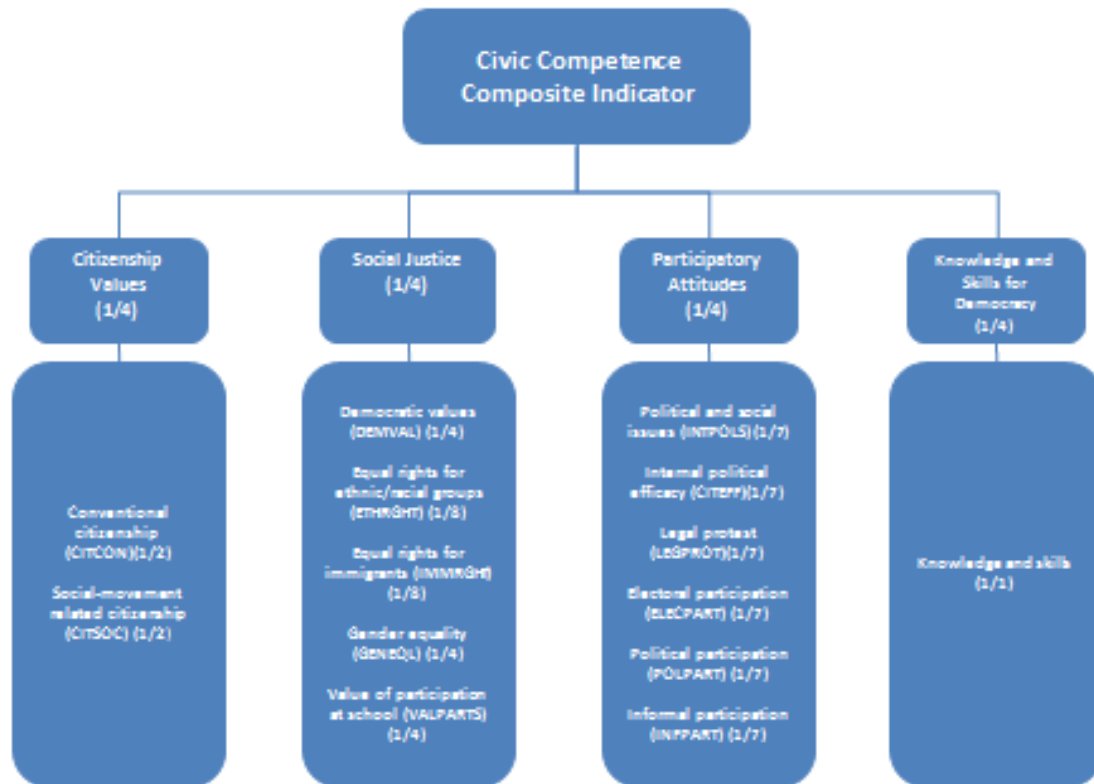 Civic Competence
Composite Indicator
Citizenship
Values
(1/4)
Social Justice
(1/4)
Participatory
Attitudes
(1/4)
Knowledge and
Skills for
Democracy
(1/4)
Conventional
citizenship
(CITCON)(1/2)
Social-movement
related citizenship
(CITSOC) (1/2)
Democratic values
(DEMVAL) (1/4)
Equal rights for
ethnic/racial groups
(ETHRGHT) (1/8)
Equal rights for
immigrants (IMMRGHT)
(1/8)
Gender equality
(GENEQL) (1/4)
Value of participation
at school (VALPARTS)
(1/4)
Political and social
issues (INTPOLS)(1/7)
Internal political
efficacy (CITEFF)(1/7)
Legal protest
(LEGPROT)(1/7)
Electoral participation
(ELECPART) (1/7)
Political participation
(POLPART) (1/7)
Informal participation
(INFPART) (1/7)
Knowledge and skills
(1/1)